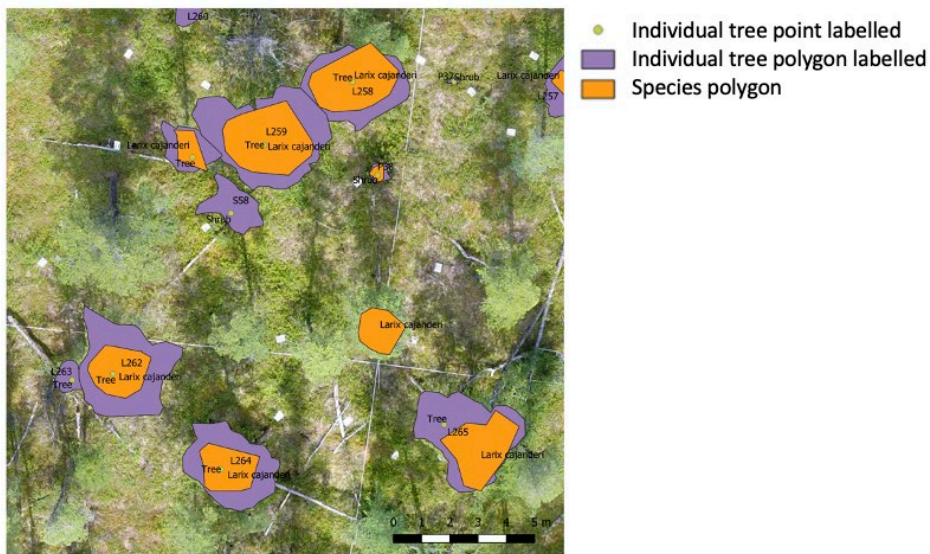 L260
Individual tree point labelled
Individual tree polygon labelled
Species polygon
Tree Larix cajanderi
L258
P37Shrub
Larix cajanderi
L257
L259
Tree Larix cajanderi
Larix cajanderi
Tree
Shrub
S58
Shrub
Larix cajanderi
L263
Tree
L262
Tree Larix cajanderi
Tree
L265
Larix cajanderi
L264
Tree Larix cajanderi
0 1 2 3 4 5 m